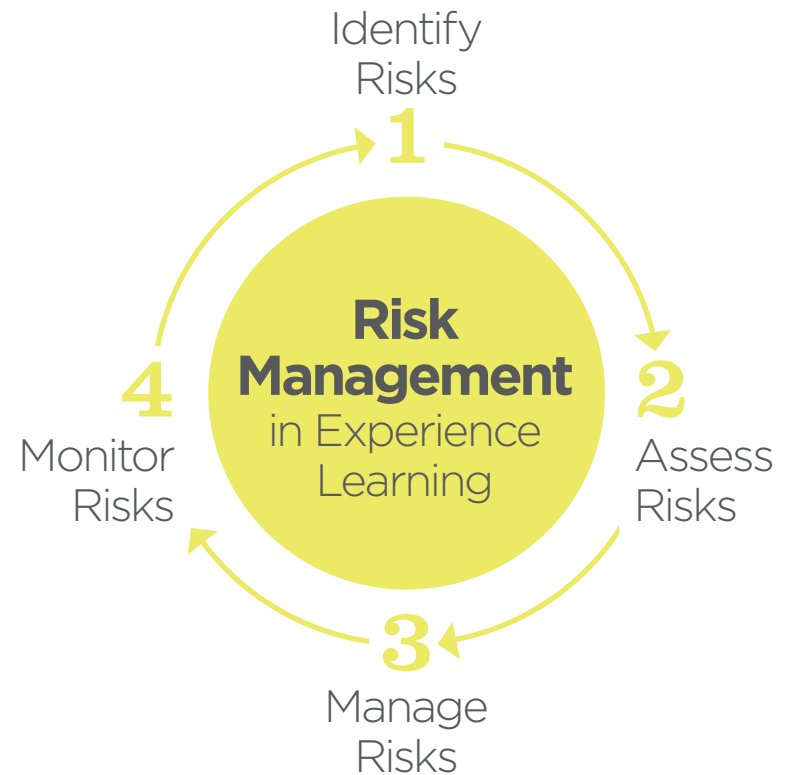 Identify
Risks
1
Risk
Management
in Experience
Learning
2
Assess
Risks
3
Manage
Risks
4
Monitor
Risks